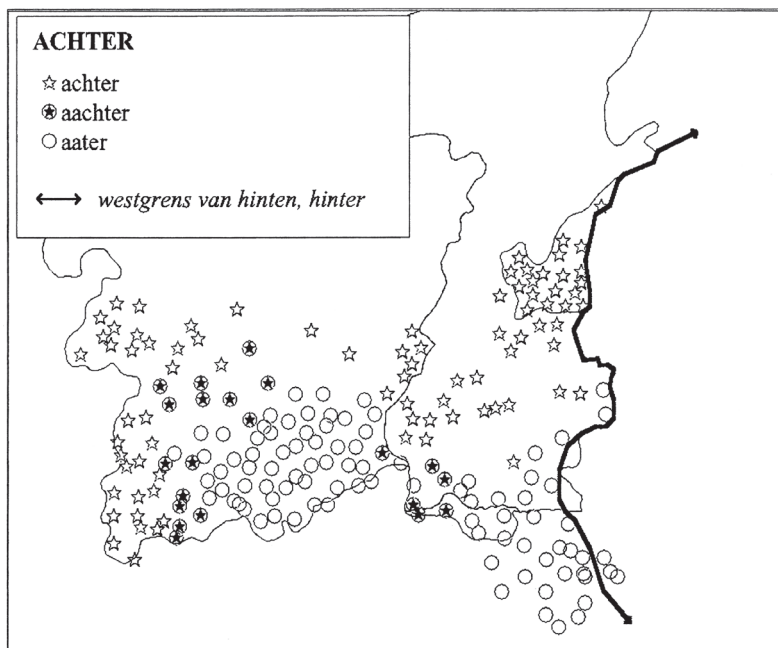 ACHTER
achter
aachter
aater
westgrens van hinten, hinter